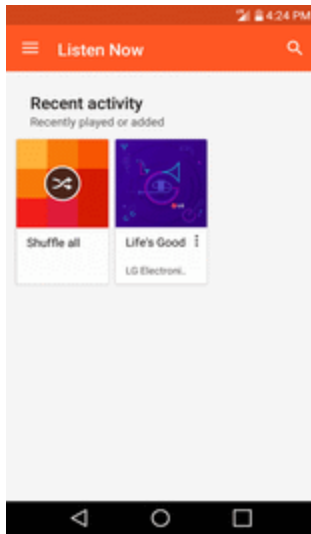 4:24 PM
Listen Now
Recent activity
Recently played or added
Shuffle all
Life's Good
LG Electroni..